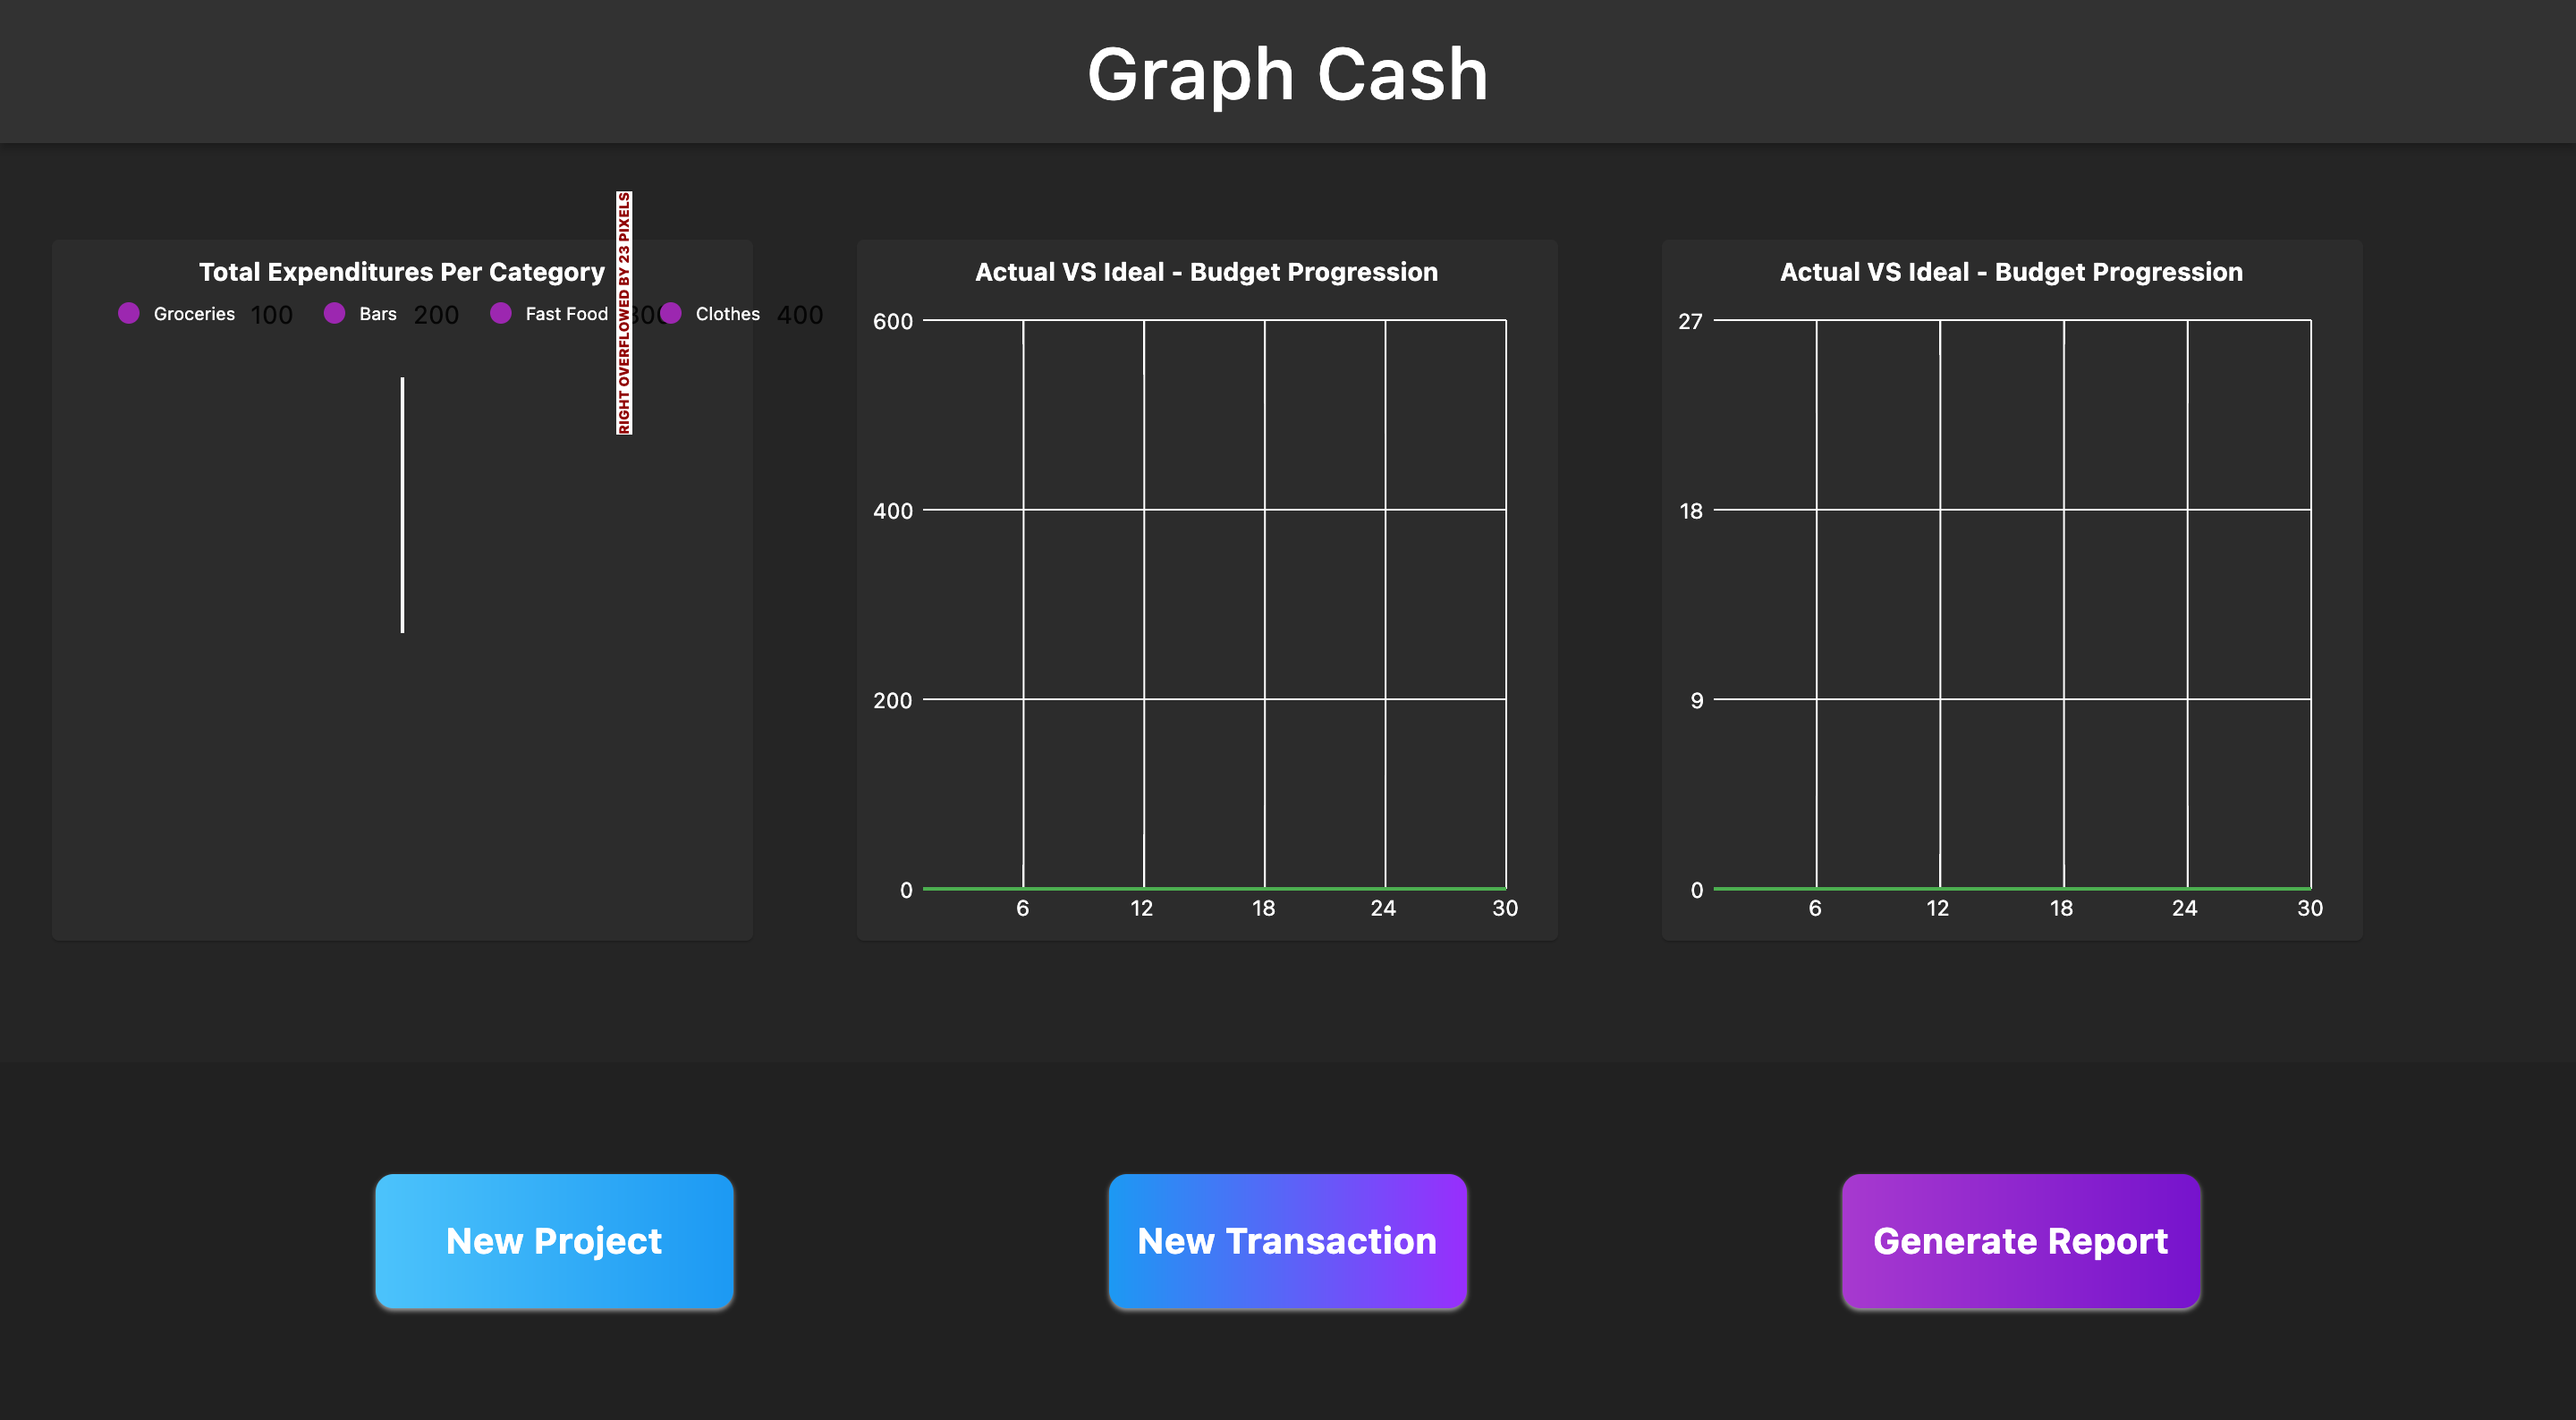 Graph Cash
Total Expenditures Per Category
Groceries 100 Bars 200 Fast Food Clothes 400
RIGHT OVERFLOWED BY 23 PIXELS
Actual VS Ideal - Budget Progression
600
400
200
0
6 12 18 24 30
Actual VS Ideal - Budget Progression
27
18
9
0
6 12 18 24 30
New Project
New Transaction
Generate Report